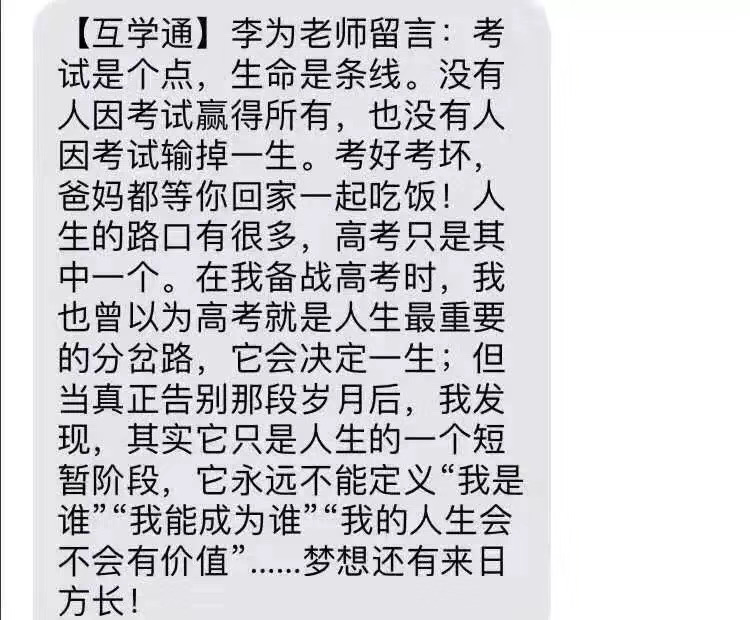 【互学通】李为老师留言：考
试是个点，生命是条线。没有
人因考试赢得所有，也没有人
因考试输掉一生。考好考坏，
爸妈都等你回家一起吃饭！人
生的路口有很多，高考只是其
中一个。在我备战高考时，我
也曾以为高考就是人生最重要
的分岔路，它会决定一生；但
当真正告别那段岁月后，我发
现，其实它只是人生的一个短
暂阶段，它永远不能定义“我是
谁”“我能成为谁”“我的人生会
不会有价值”......梦想还有来日
方长！